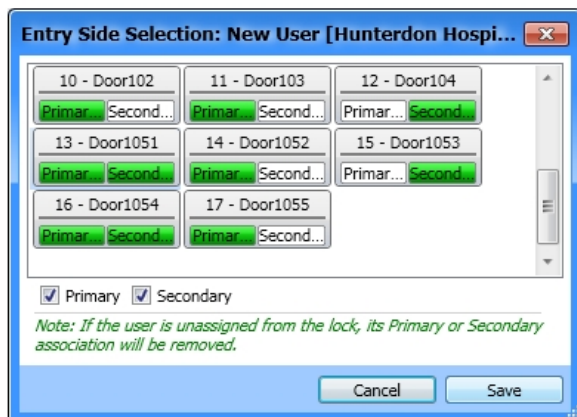 Entry Side Selection: New User [Hunterdon Hospi...
10 - Door102 11 - Door103 12 - Door104
Primar... Second... Primar... Second... Primar... Second...
13 - Door1051 14 - Door1052 15 - Door1053
Primar... Second... Primar... Second... Primar... Second...
16 - Door1054 17 - Door1055
Primar... Second... Primar... Second...
Primary Secondary
Note: If the user is unassigned from the lock, its Primary or Secondary
association will be removed.
Cancel Save